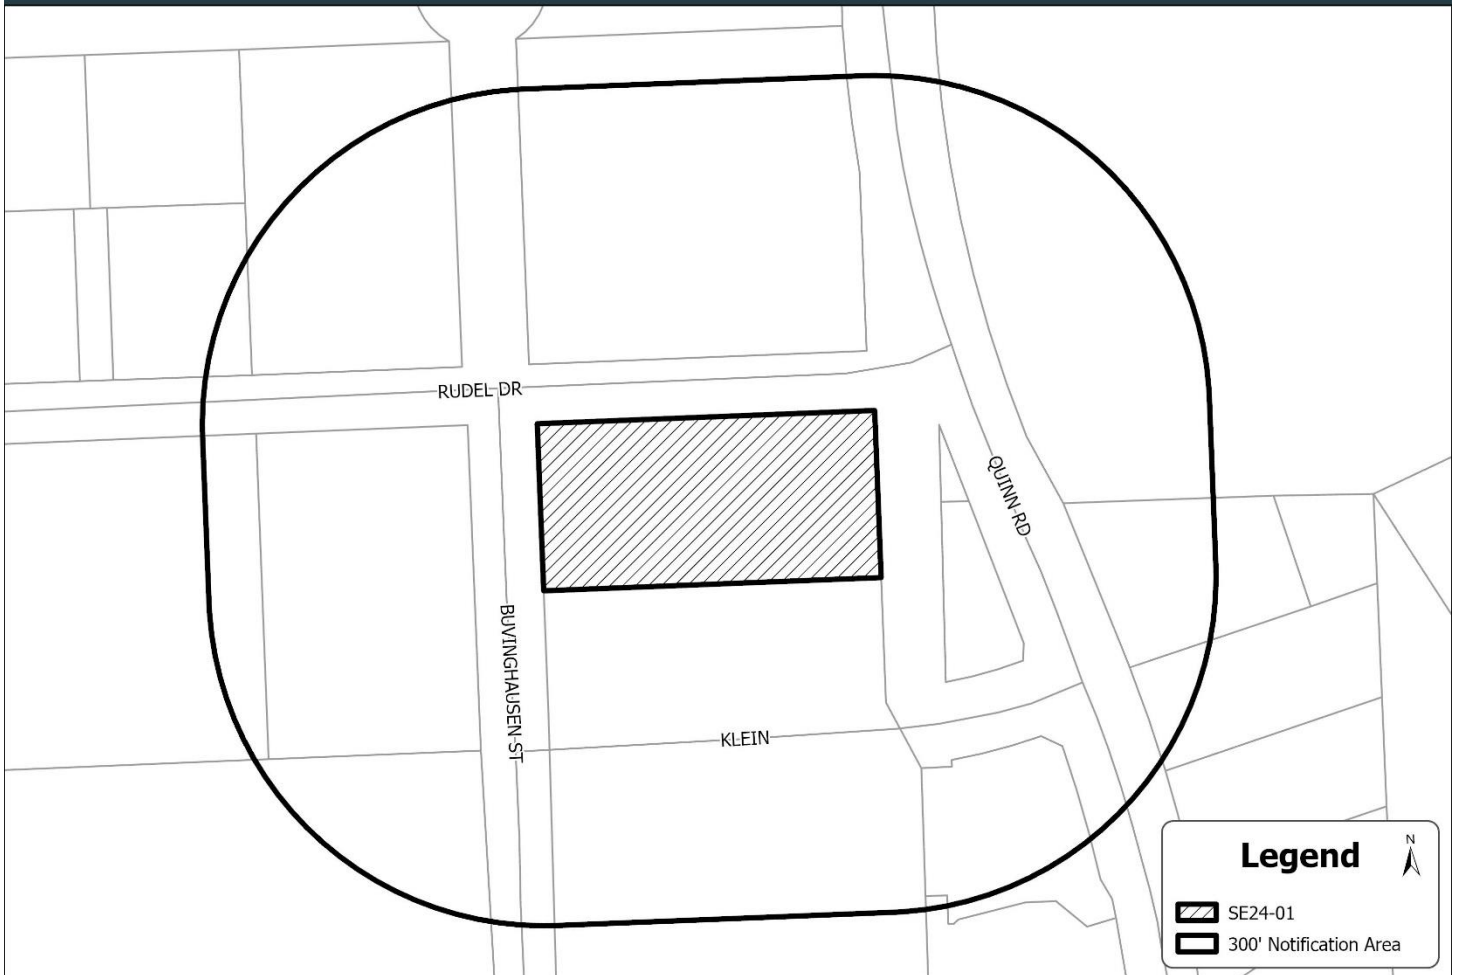 RUDEL DR
QUINN RD
BUVINGHAUSEN ST
KLEIN
Legend
N
SE24-01
300' Notification Area